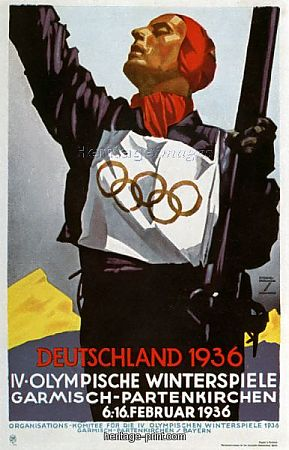 Heritage-Images
DEUTSCHLAND 1936
IV·OLYMPISCHE WINTERSPIELE
GARMISCH-PARTENKIRCHEN
6:16. FEBRUAR 1936
ORGANISATIONS-KOMITEE FÜR DIE IV OLYMPISCHEN WINTERSPIELE 1936
GARMISCH-PARTENKIRCHEN / BAYERN
heritage-print.com